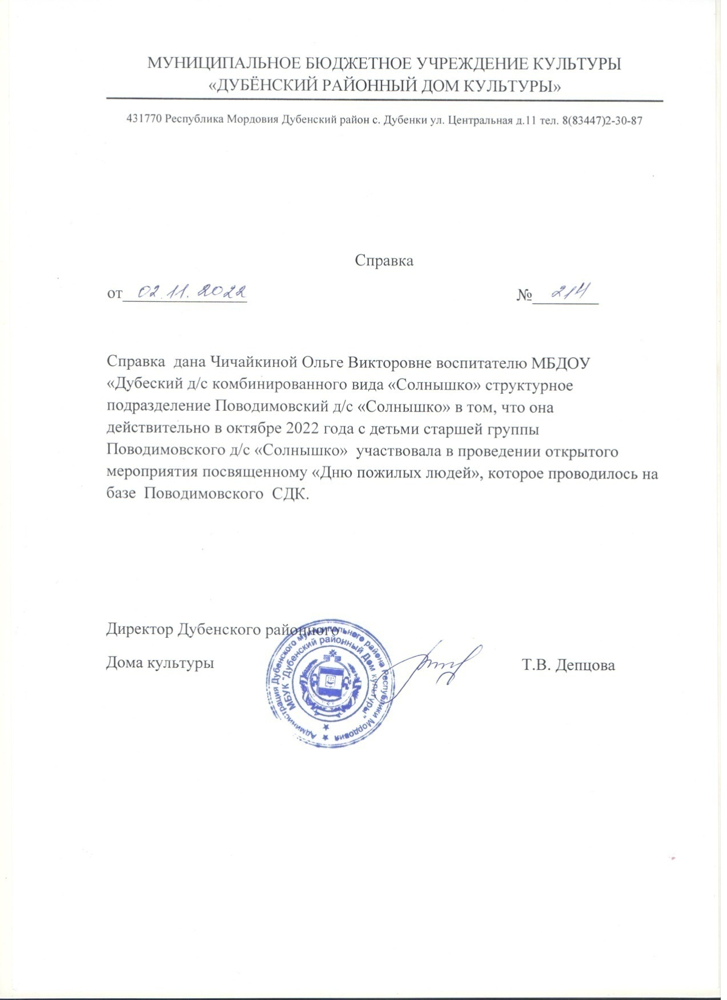 МУНИЦИПАЛЬНОЕ БЮДЖЕТНОЕ УЧРЕЖДЕНИЕ КУЛЬТУРЫ
«ДУБЁНСКИЙ РАЙОННЫЙ ДОМ КУЛЬТУРЫ»
431770 Республика Мордовия Дубенский район с. Дубенки ул. Центральная д.11 тел. 8(83447)2-30-87
Справка
от 02.11.2022 № 214
Справка дана Чичайкиной Ольге Викторовне воспитателю МБДОУ
«Дубеский д/с комбинированного вида «Солнышко» структурное
подразделение Поводимовский д/с «Солнышко» в том, что она
действительно в октябре 2022 года с детьми старшей группы
Поводимовского д/с «Солнышко» участвовала в проведении открытого
мероприятия посвященному «Дню пожилых людей», которое проводилось на
базе Поводимовского СДК.
Директор Дубенского районного
Дома культуры Т.В. Депцова
Администрация Дубенского муниципального района Республики Мордовия
МБУК "Дубенский районный Дом культуры"